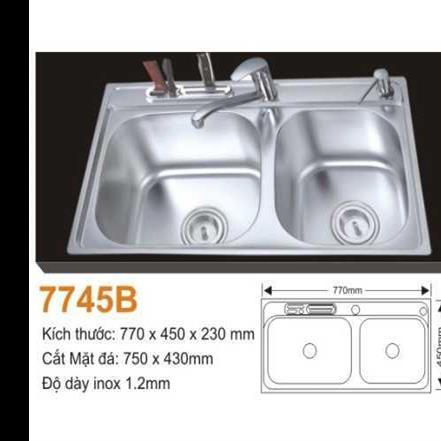 7745B
770mm
Kích thước: 770 x 450 x 230 mm
Cắt Mặt đá: 750 x 430mm
Độ dày inox 1.2mm
450mm